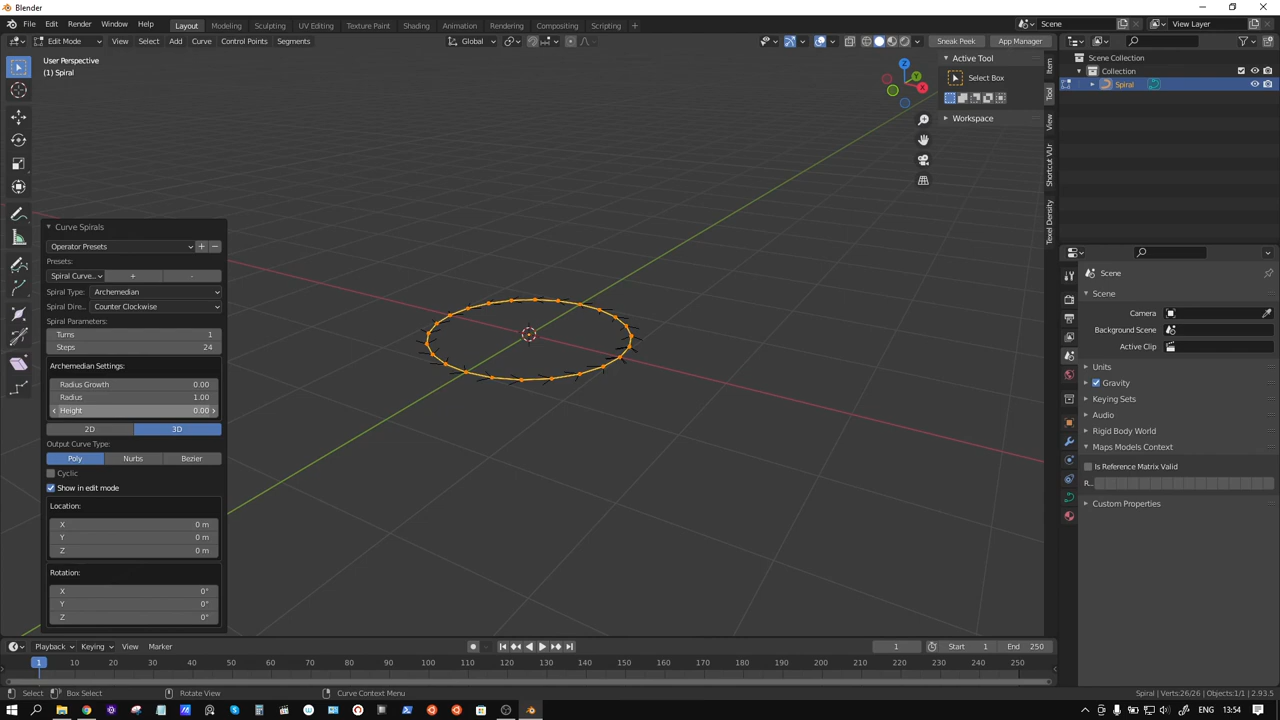 Blender
File Edit Render Window Help Layout Modeling Sculpting UV Editing Texture Paint Shading Animation Rendering Compositing Scripting + Scene View Layer
Edit Mode View Select Add Curve Control Points Segments Global Sneak Peek App Manager
User Perspective
(1) Spiral
Z
Y
X
Active Tool
Select Box
Workspace
Item
Tool
View
Shortcut VUr
Texel Density
Scene Collection
Collection
Spiral
Curve Spirals
Operator Presets + −
Presets:
Spiral Curve... + -
Spiral Type: Archemedian
Spiral Dire.. Counter Clockwise
Spiral Parameters:
Turns 1
Steps 24
Archemedian Settings:
Radius Growth 0.00
Radius 1.00
Height 0.00
2D 3D
Output Curve Type:
Poly Nurbs Bezier
Cyclic
Show in edit mode
Location:
X 0 m
Y 0 m
Z 0 m
Rotation:
X 0°
Y 0°
Z 0°
Scene
Scene
Camera
Background Scene
Active Clip
Units
Gravity
Keying Sets
Audio
Rigid Body World
Maps Models Context
Is Reference Matrix Valid
R..
Custom Properties
Playback Keying View Marker 1 Start 1 End 250
1 10 20 30 40 50 60 70 80 90 100 110 120 130 140 150 160 170 180 190 200 210 220 230 240 250
Select Box Select Rotate View Curve Context Menu Spiral | Verts:26/26 | Objects:1/1 | 2.93.5
ENG 13:54